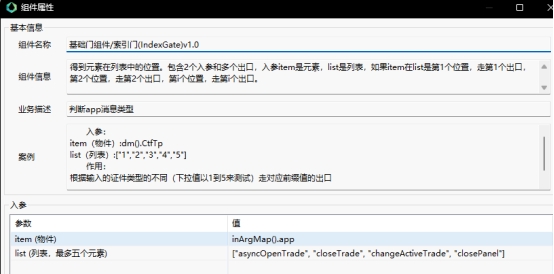 组件属性
基本信息
组件名称
基础门组件/索引门(IndexGate)v1.0
组件信息
得到元素在列表中的位置。包含2个入参和多个出口，入参item是元素，list是列表，如果item在list是第1个位置，走第1个出口，
第2个位置，走第2个出口，第i个位置，走第i个出口。
业务描述
判断app消息类型
案例
入参：
item（物件）:dm().CtfTp
list（列表）:["1","2","3","4","5"]
作用：
根据输入的证件类型的不同（下拉值以1到5来测试）走对应前缀值的出口
入参
参数 值
item (物件) inArgMap().app
list (列表，最多五个元素) ["asyncOpenTrade", "closeTrade", "changeActiveTrade", "closePanel"]